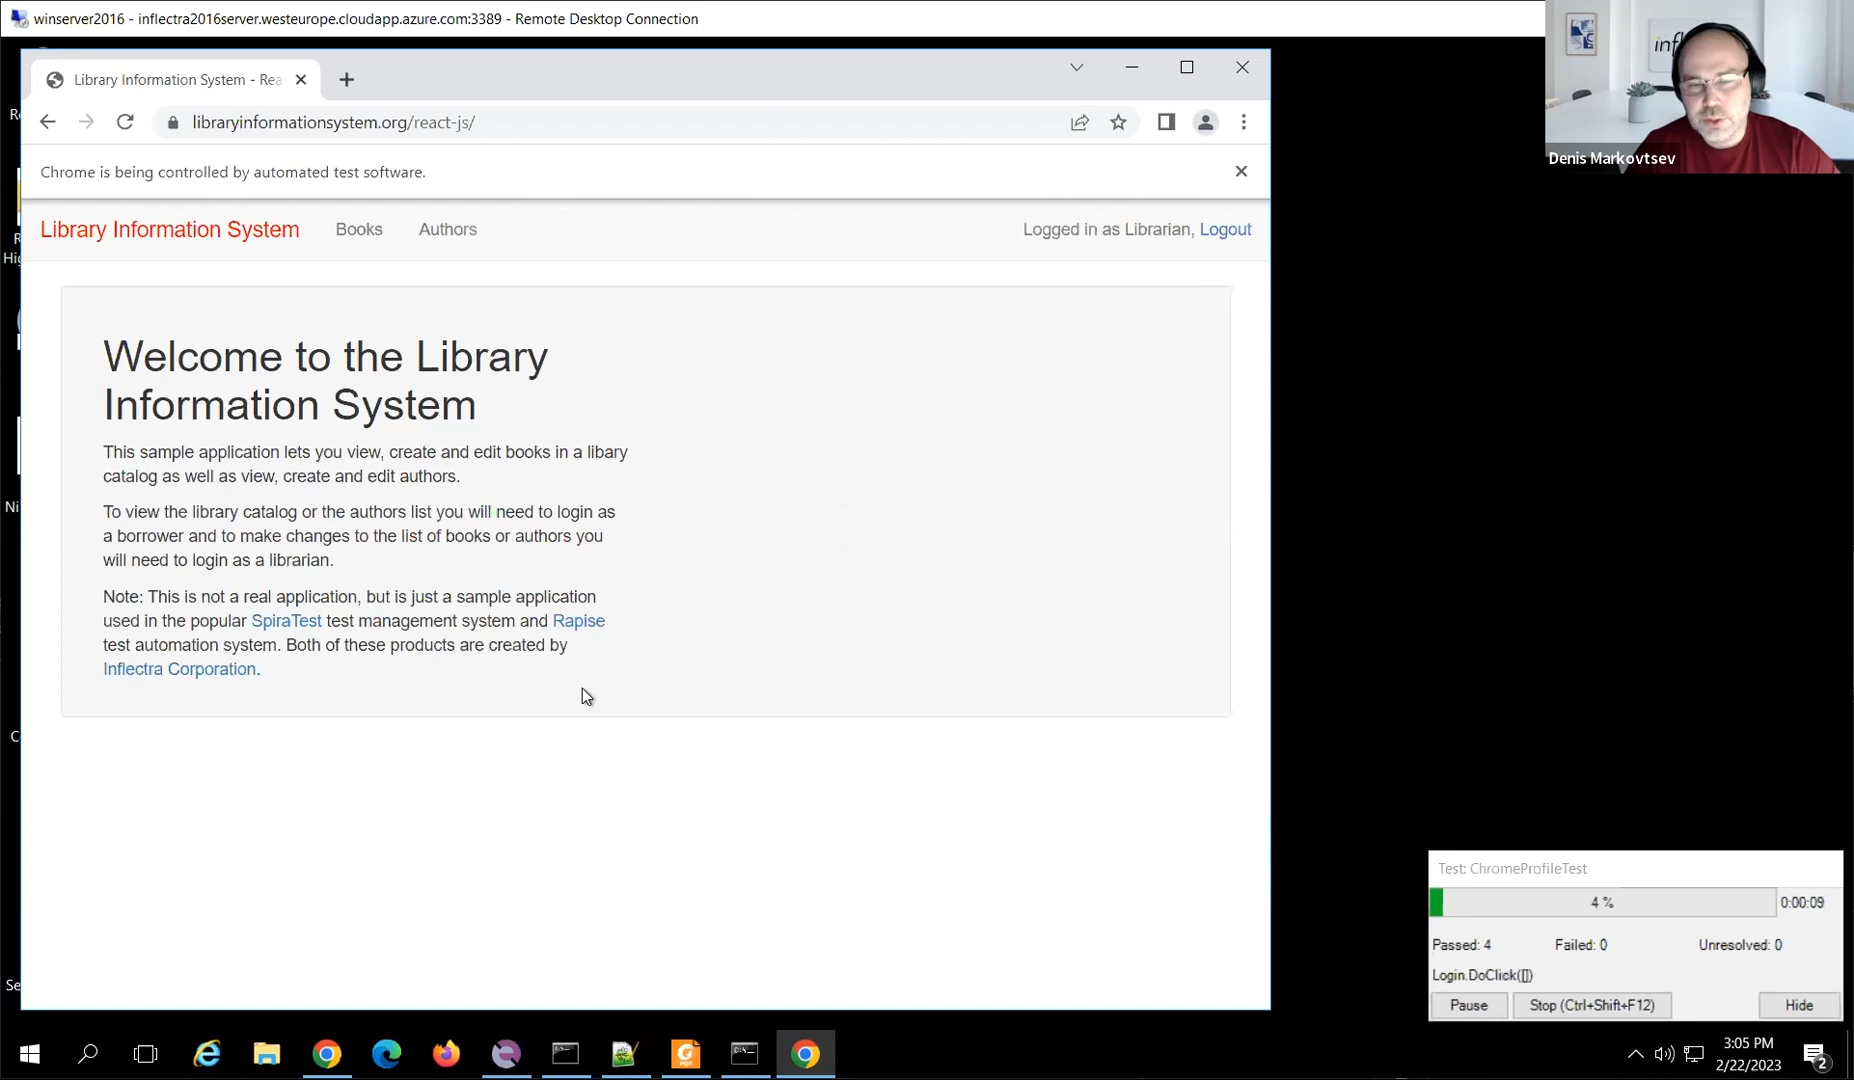 winserver2016 - inflectra2016server.westeurope.cloudapp.azure.com:3389 - Remote Desktop Connection
Library Information System - Rea
libraryinformationsystem.org/react-js/
Chrome is being controlled by automated test software.
Library Information System
Books
Authors
Logged in as Librarian, Logout
Welcome to the Library
Information System
This sample application lets you view, create and edit books in a libary
catalog as well as view, create and edit authors.
To view the library catalog or the authors list you will need to login as
a borrower and to make changes to the list of books or authors you
will need to login as a librarian.
Note: This is not a real application, but is just a sample application
used in the popular SpiraTest test management system and Rapise
test automation system. Both of these products are created by
Inflectra Corporation.
infl
Denis Markovtsev
Test: ChromeProfileTest
4 %
0:00:09
Passed: 4
Failed: 0
Unresolved: 0
Login.DoClick([])
Pause
Stop (Ctrl+Shift+F12)
Hide
3:05 PM
2/22/2023
2